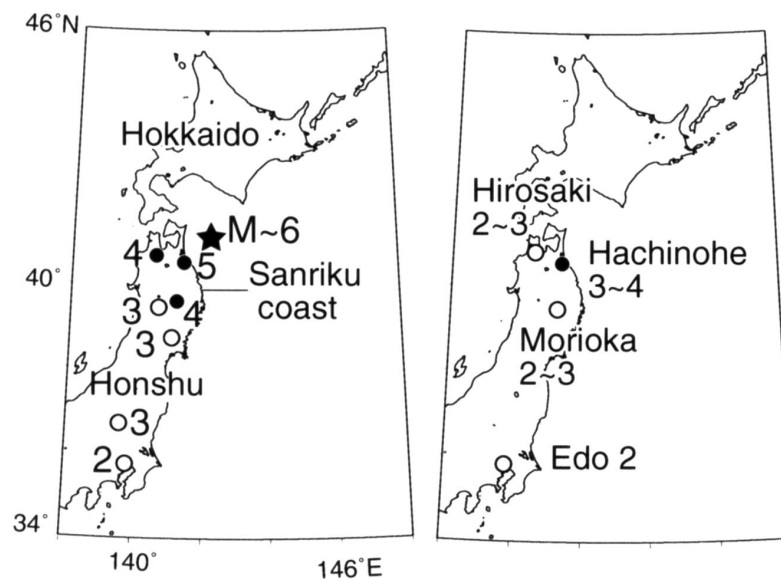 46°N
Hokkaido
M~6
4
5
40°
Sanriku
coast
3
4
3
Honshu
3
2
34°
140°
146°E
Hirosaki
2~3
Hachinohe
3~4
Morioka
2~3
Edo 2